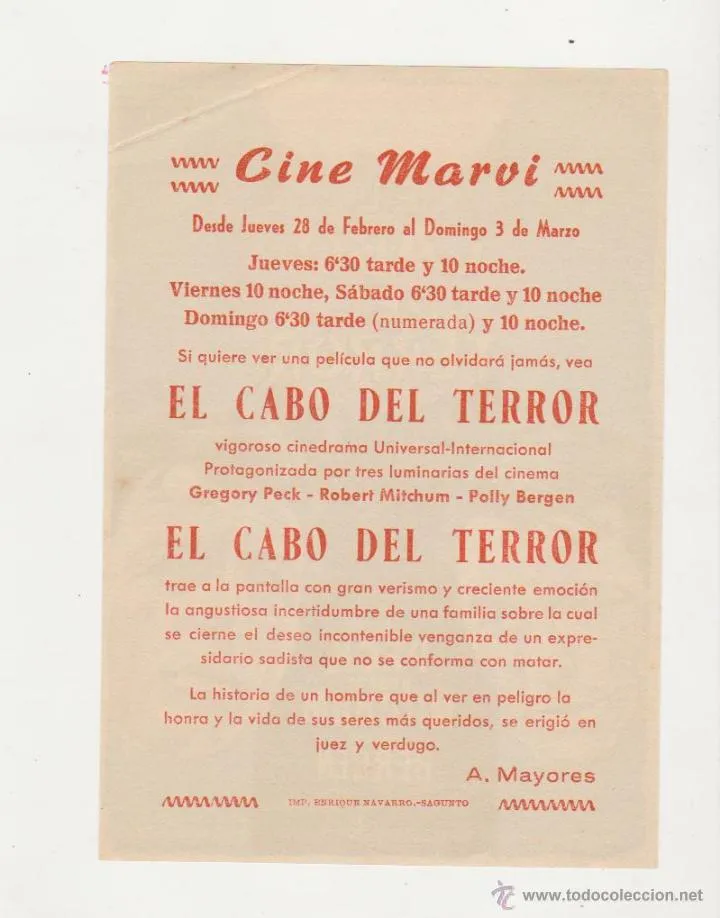 Cine Marvi
Desde Jueves 28 de Febrero al Domingo 3 de Marzo
Jueves: 6'30 tarde y 10 noche.
Viernes 10 noche, Sábado 6'30 tarde y 10 noche
Domingo 6'30 tarde (numerada) y 10 noche.
Si quiere ver una película que no olvidará jamás, vea
EL CABO DEL TERROR
vigoroso cinedrama Universal-Internacional
Protagonizada por tres luminarias del cinema
Gregory Peck - Robert Mitchum - Polly Bergen
EL CABO DEL TERROR
trae a la pantalla con gran verismo y creciente emoción
la angustiosa incertidumbre de una familia sobre la cual
se cierne el deseo incontenible venganza de un expre-
sidario sadista que no se conforma con matar.
La historia de un hombre que al ver en peligro la
honra y la vida de sus seres más queridos, se erigió en
juez y verdugo.
A. Mayores
IMP. ENRIQUE NAVARRO.-SAGUNTO
www.todocoleccion.net